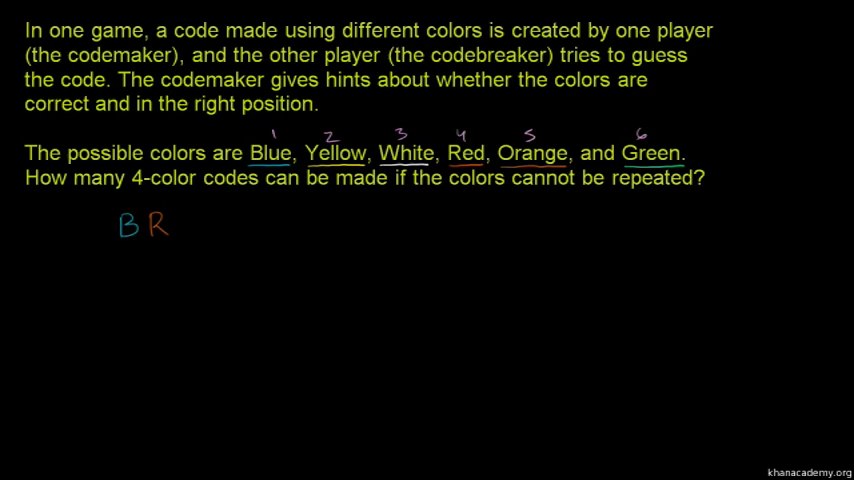 In one game, a code made using different colors is created by one player
(the codemaker), and the other player (the codebreaker) tries to guess
the code. The codemaker gives hints about whether the colors are
correct and in the right position.
1 2 3 4 5 6
The possible colors are Blue, Yellow, White, Red, Orange, and Green.
How many 4-color codes can be made if the colors cannot be repeated?
B R
khanacademy.org